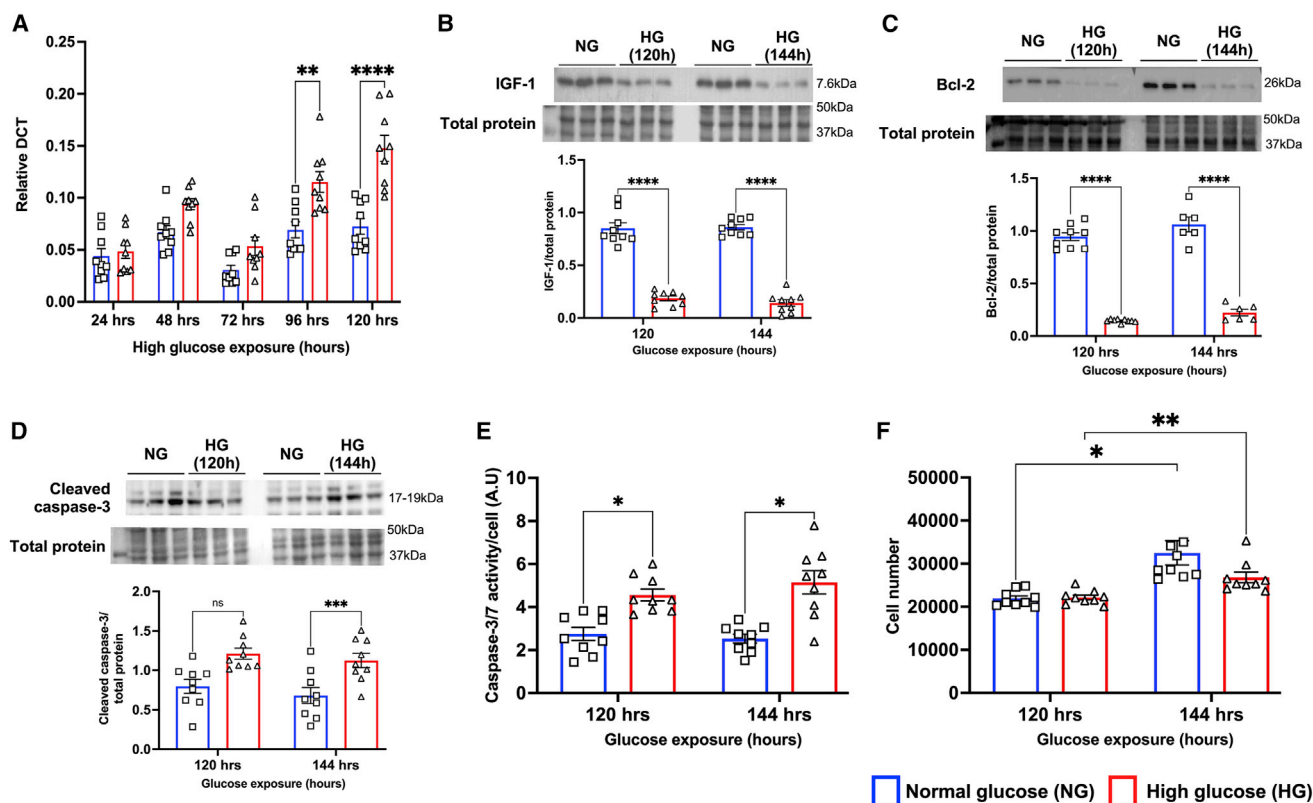 A
Relative DCT
0.25
0.20
0.15
0.10
0.05
0.00
**
****
24 hrs
48 hrs
72 hrs
96 hrs
120 hrs
High glucose exposure (hours)
B
NG
HG
(120h)
NG
HG
(144h)
IGF-1
7.6kDa
Total protein
50kDa
37kDa
IGF-1/total protein
1.5
1.0
0.5
0.0
****
****
120
144
Glucose exposure (hours)
C
NG
HG
(120h)
NG
HG
(144h)
Bcl-2
26kDa
Total protein
50kDa
37kDa
Bcl-2/total protein
1.5
1.0
0.5
0.0
****
****
120 hrs
144 hrs
Glucose exposure (hours)
D
NG
HG
(120h)
NG
HG
(144h)
Cleaved
caspase-3
17-19kDa
Total protein
50kDa
37kDa
Cleaved caspase-3/
total protein
2.0
1.5
1.0
0.5
0.0
ns
***
120 hrs
144 hrs
Glucose exposure (hours)
E
Caspase-3/7 activity/cell (A.U)
10
8
6
4
2
0
*
*
120 hrs
144 hrs
Glucose exposure (hours)
F
Cell number
50000
40000
30000
20000
10000
0
*
**
120 hrs
144 hrs
Glucose exposure (hours)
Normal glucose (NG)
High glucose (HG)